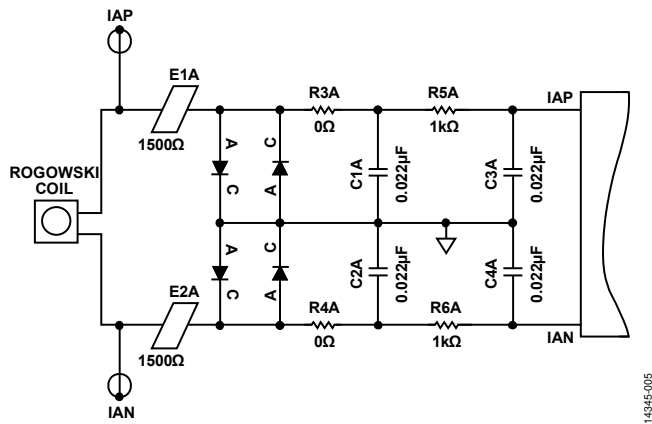 IAP
E1A
1500Ω
ROGOWSKI
COIL
A
C
C
A
R3A
0Ω
R5A
1kΩ
IAP
C1A
0.022µF
C3A
0.022µF
A
C
C
A
C2A
0.022µF
C4A
0.022µF
E2A
1500Ω
R4A
0Ω
R6A
1kΩ
IAN
IAN
14345-005